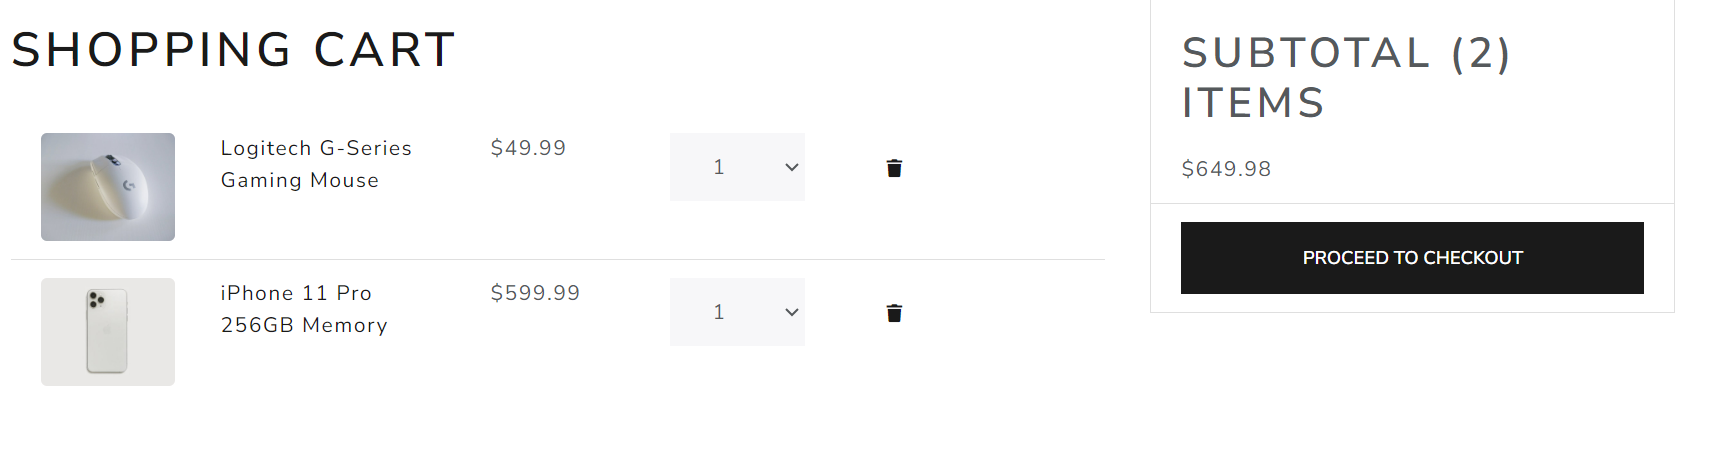 SHOPPING CART
Logitech G-Series
Gaming Mouse
$49.99
1
iPhone 11 Pro
256GB Memory
$599.99
1
SUBTOTAL (2)
ITEMS
$649.98
PROCEED TO CHECKOUT